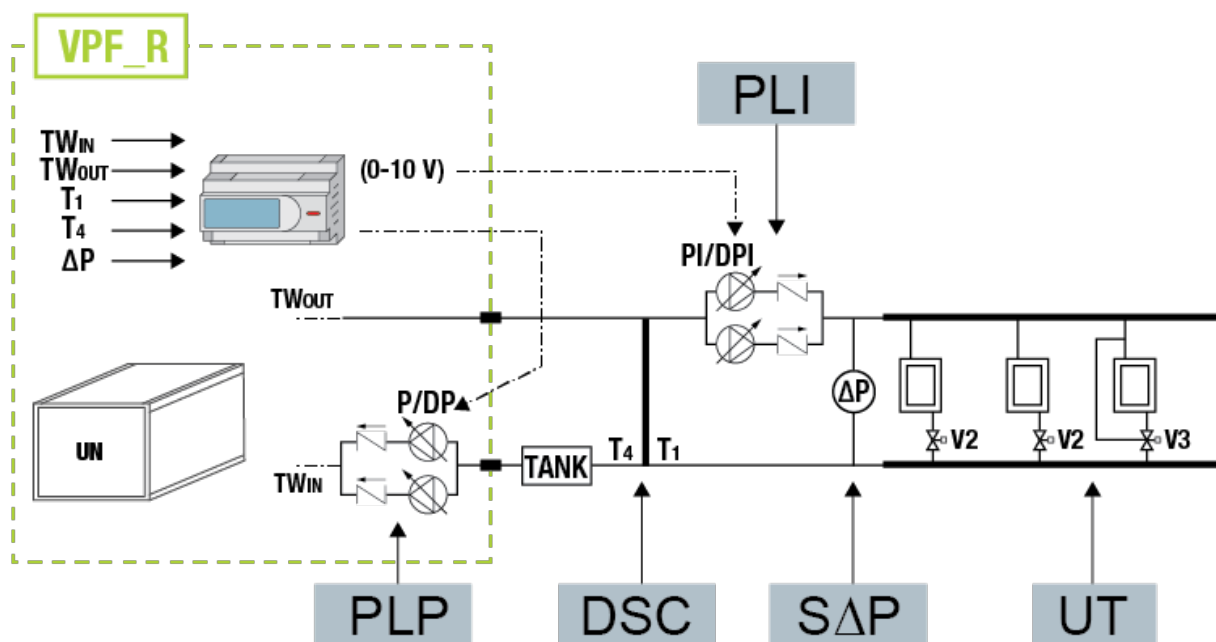 VPF_R
PLI
TWIN
TWOUT
T1
T4
ΔP
(0-10 V)
PI/DPI
TWOUT
ΔP
P/DP
UN
TWIN
TANK
T4
T1
V2
V2
V3
PLP
DSC
SΔP
UT